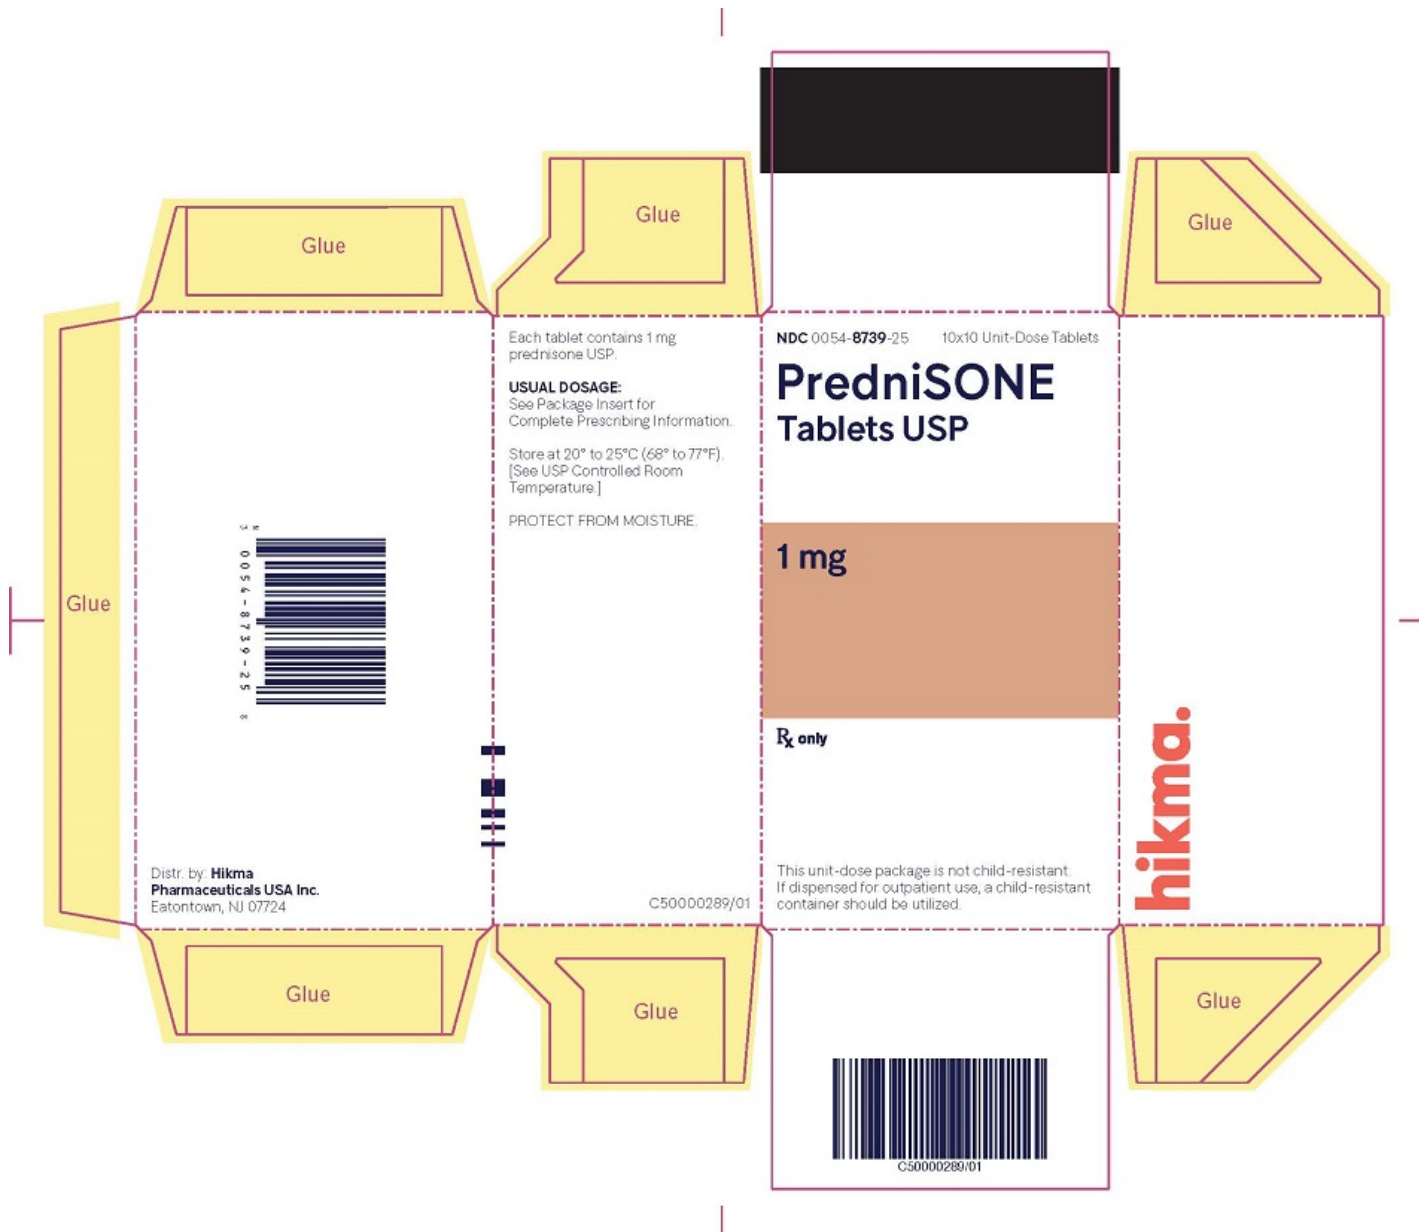 Glue
Glue
Glue
Glue
Each tablet contains 1 mg
prednisone USP.
USUAL DOSAGE:
See Package Insert for
Complete Prescribing Information.
Store at 20° to 25°C (68° to 77°F).
[See USP Controlled Room
Temperature.]
PROTECT FROM MOISTURE.
C50000289/01
NDC 0054-8739-25 10x10 Unit-Dose Tablets
PredniSONE
Tablets USP
1 mg
Rx only
This unit-dose package is not child-resistant.
If dispensed for outpatient use, a child-resistant
container should be utilized.
hikma.
N
3 0054-8739-25
Distr. by: Hikma
Pharmaceuticals USA Inc.
Eatontown, NJ 07724
Glue
Glue
Glue
C50000289/01